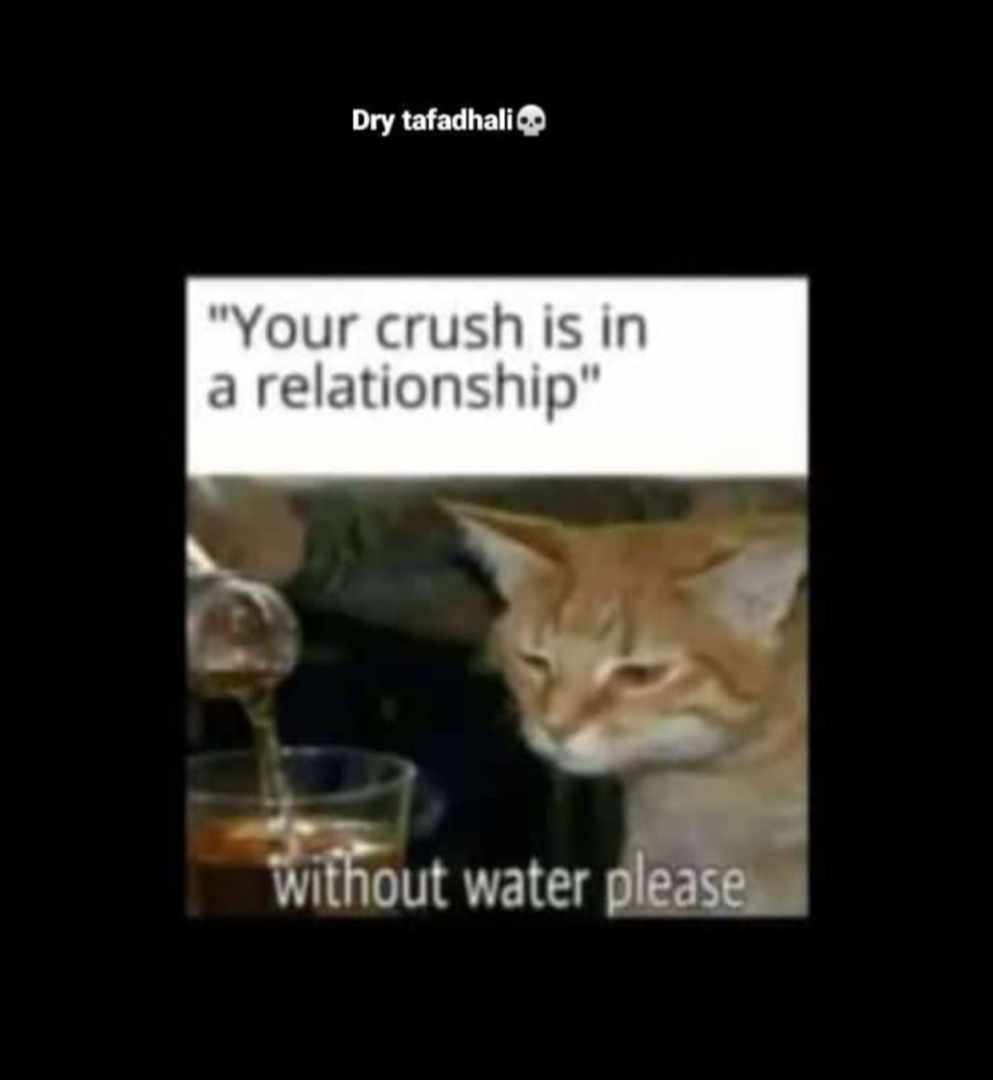 Dry tafadhali💀
"Your crush is in
a relationship"
without water please